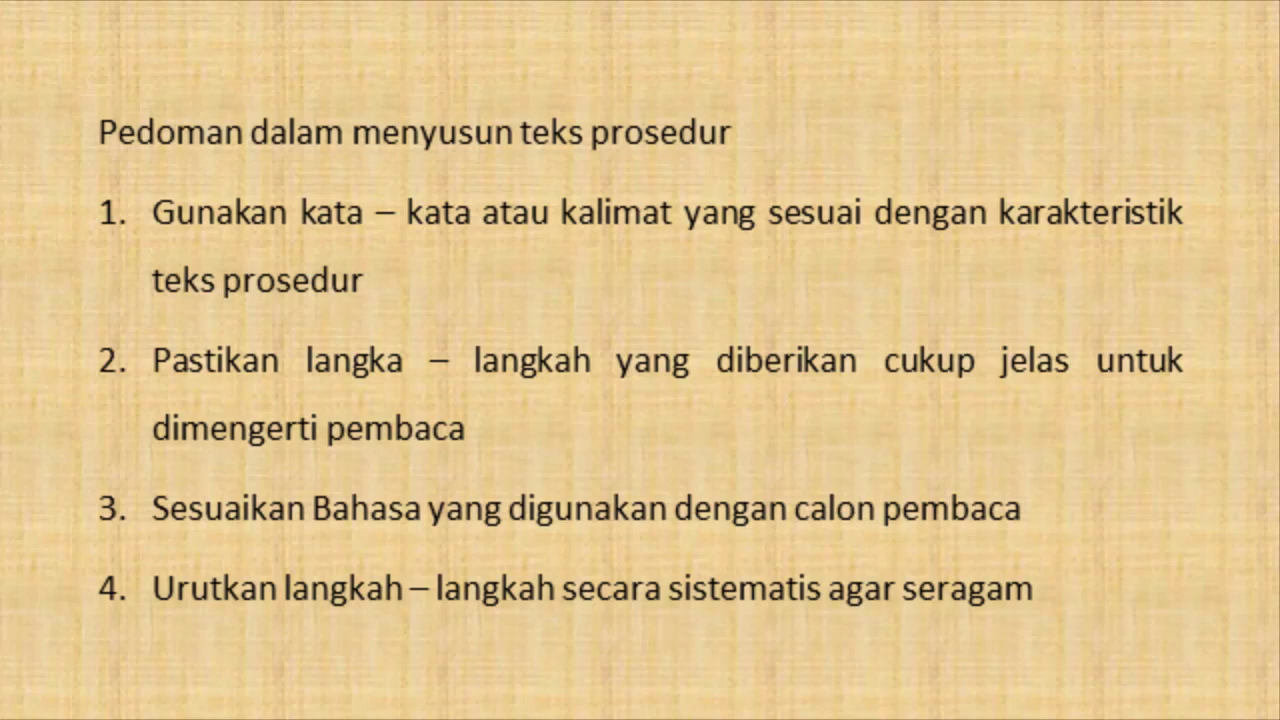 Pedoman dalam menyusun teks prosedur
1. Gunakan kata – kata atau kalimat yang sesuai dengan karakteristik
teks prosedur
2. Pastikan langka – langkah yang diberikan cukup jelas untuk
dimengerti pembaca
3. Sesuaikan Bahasa yang digunakan dengan calon pembaca
4. Urutkan langkah – langkah secara sistematis agar seragam